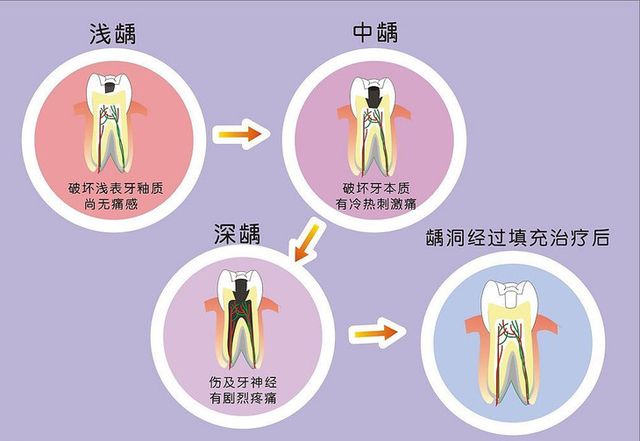 浅龋
中龋
破坏浅表牙釉质
尚无痛感
破坏牙本质
有冷热刺激痛
深龋
龋洞经过填充治疗后
伤及牙神经
有剧烈疼痛